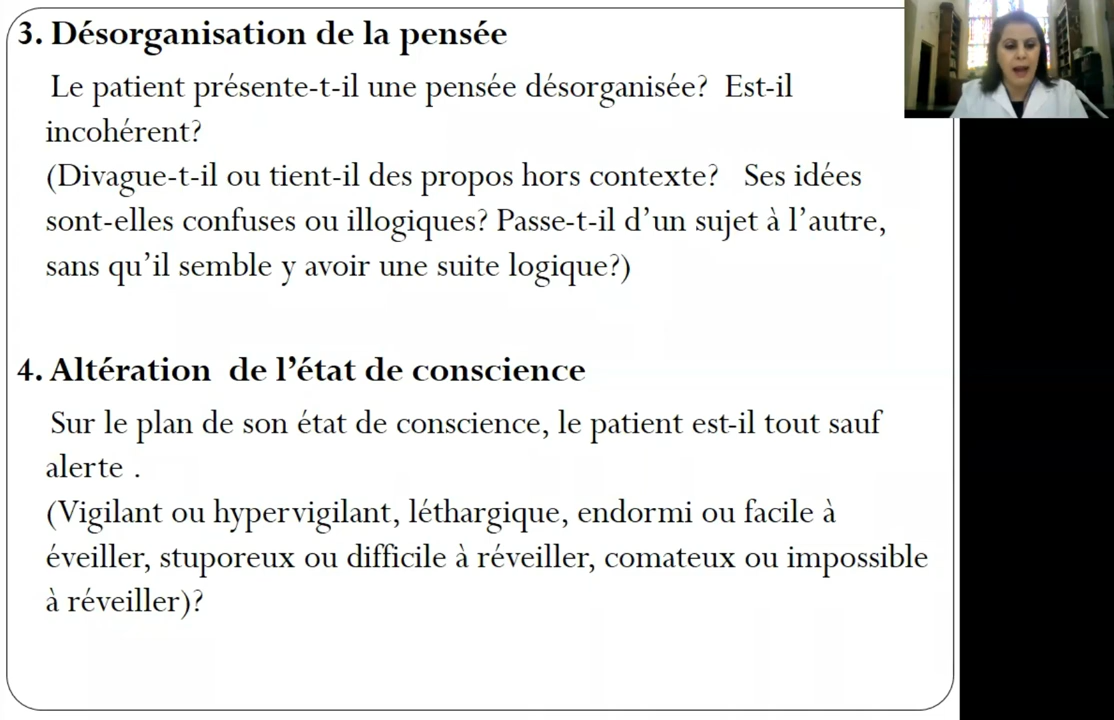 3. Désorganisation de la pensée
Le patient présente-t-il une pensée désorganisée? Est-il
incohérent?
(Divague-t-il ou tient-il des propos hors contexte? Ses idées
sont-elles confuses ou illogiques? Passe-t-il d’un sujet à l’autre,
sans qu’il semble y avoir une suite logique?)
4. Altération de l’état de conscience
Sur le plan de son état de conscience, le patient est-il tout sauf
alerte .
(Vigilant ou hypervigilant, léthargique, endormi ou facile à
éveiller, stuporeux ou difficile à réveiller, comateux ou impossible
à réveiller)?